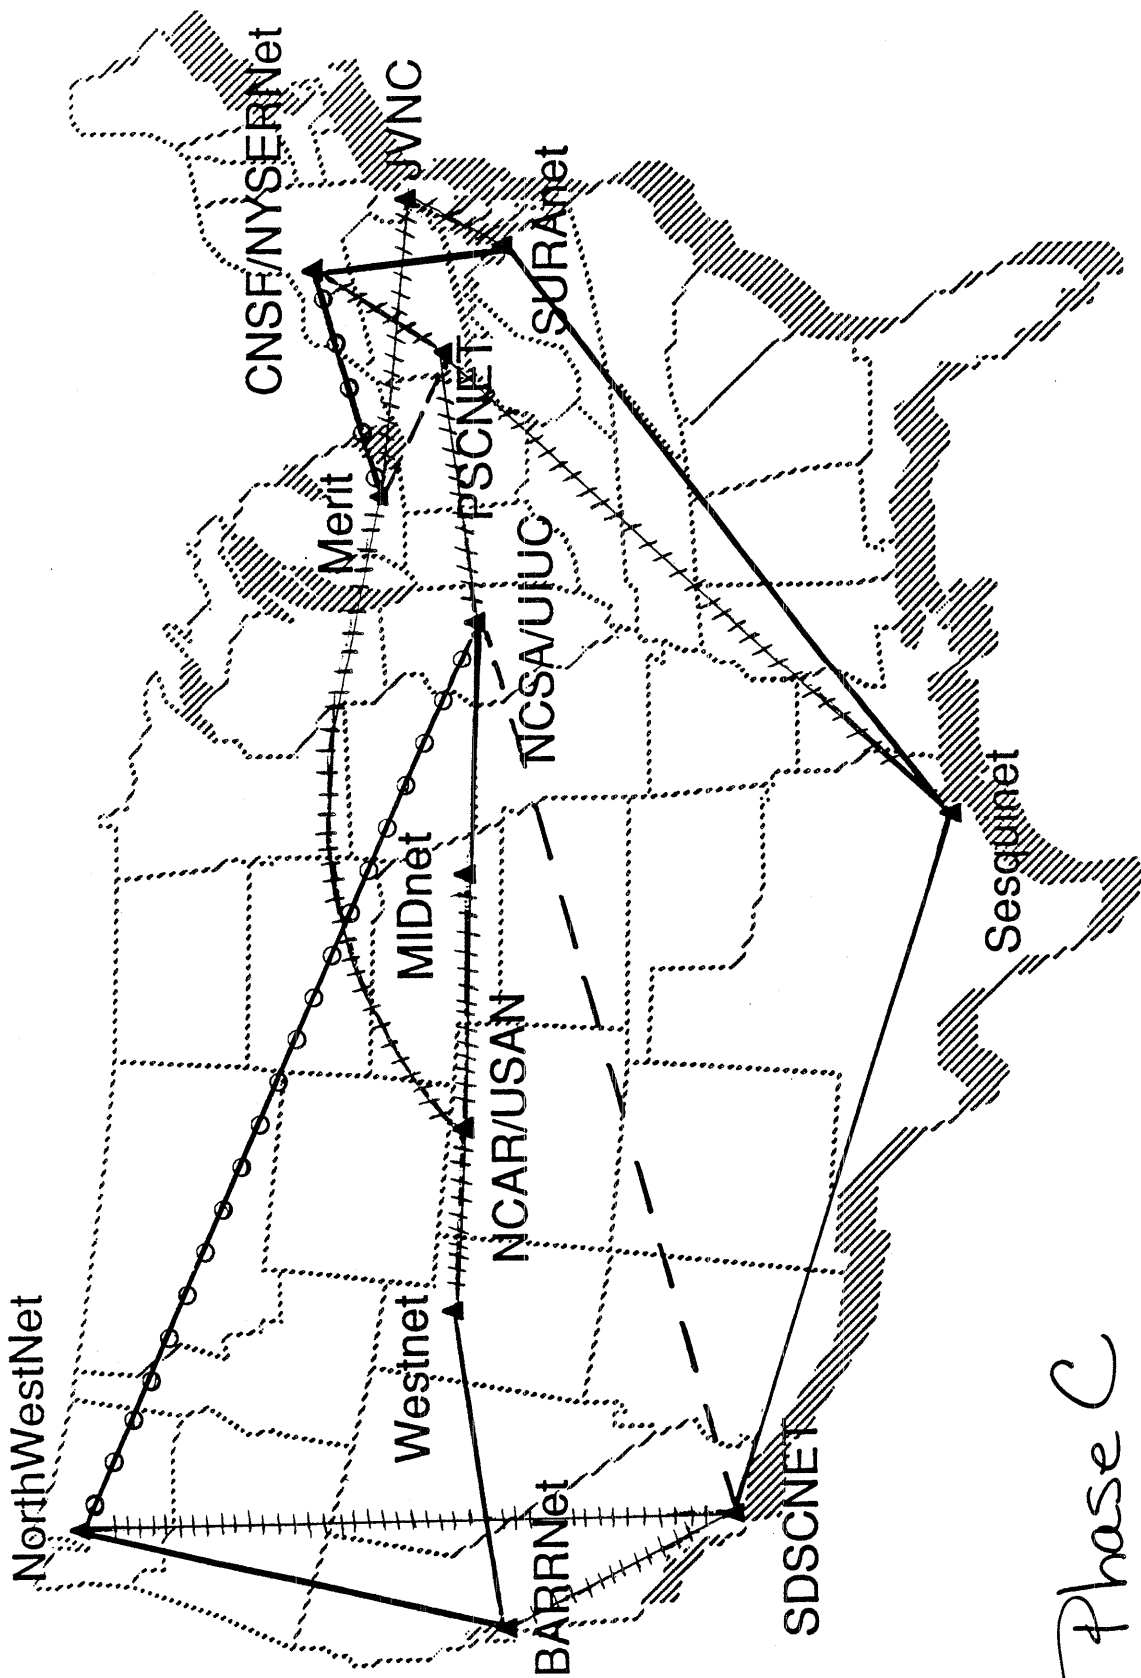 NorthWestNet
BARRNet
SDSCNET
Westnet
NCAR/USAN
MIDnet
NCSA/UIUC
Merit
PSCNET
CNSF/NYSERNet
JVNC
SURAnet
Sesquinet
Phase C